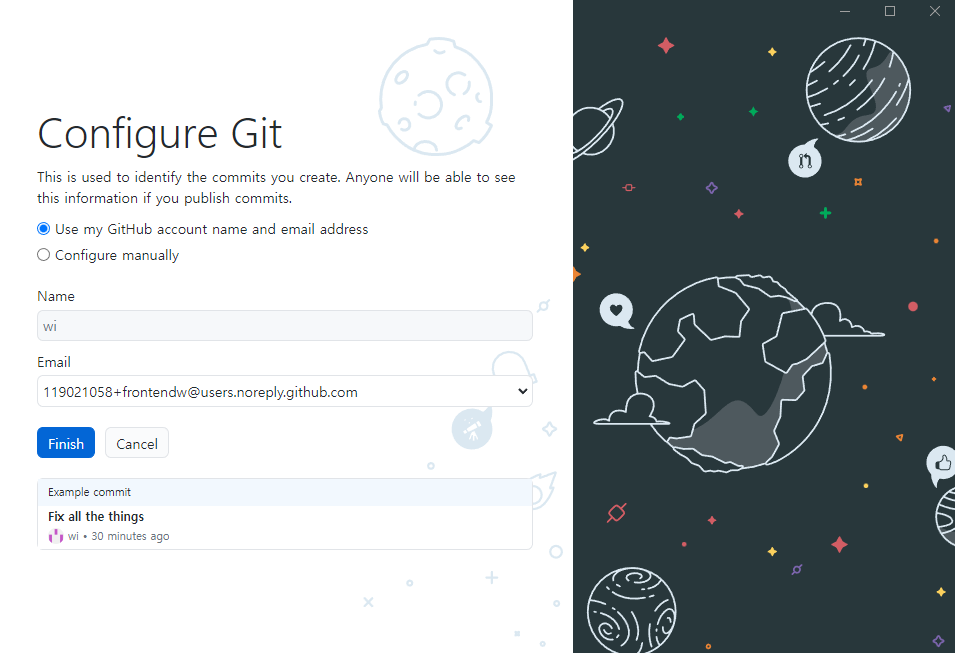 Configure Git
This is used to identify the commits you create. Anyone will be able to see
this information if you publish commits.
Use my GitHub account name and email address
Configure manually
Name
wi
Email
119021058+frontendw@users.noreply.github.com
Finish Cancel
Example commit
Fix all the things
wi • 30 minutes ago